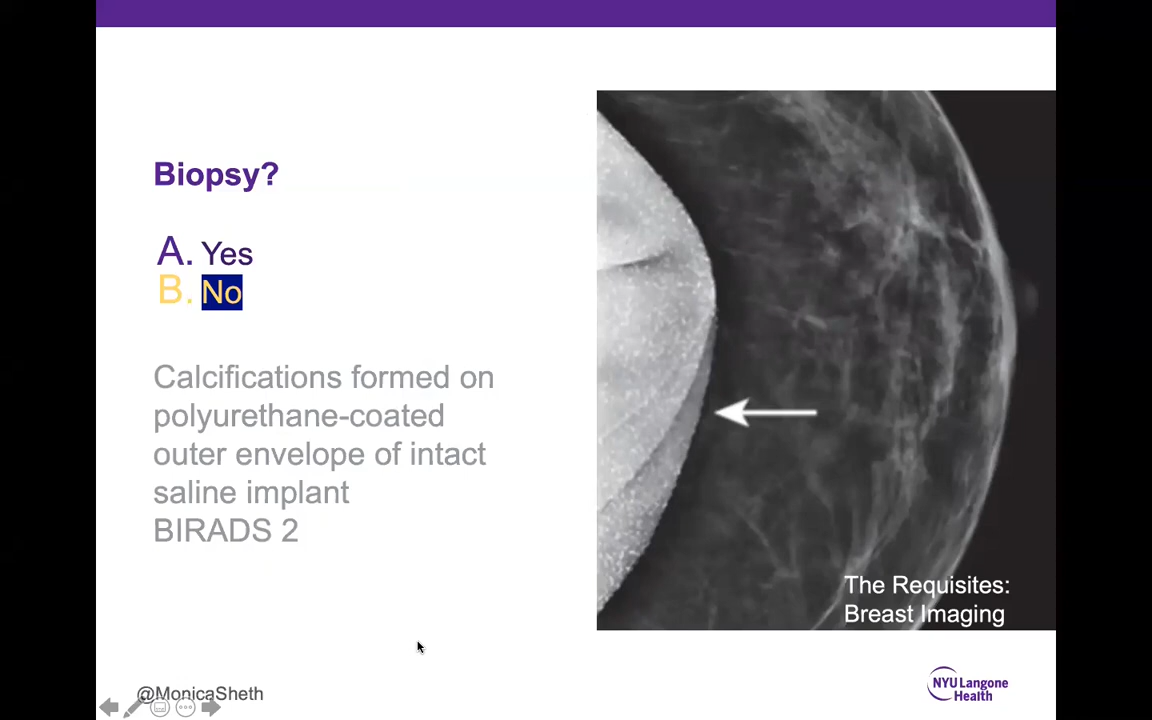 Biopsy?
A. Yes
B. No
Calcifications formed on
polyurethane-coated
outer envelope of intact
saline implant
BIRADS 2
The Requisites:
Breast Imaging
@MonicaSheth
NYU Langone
Health